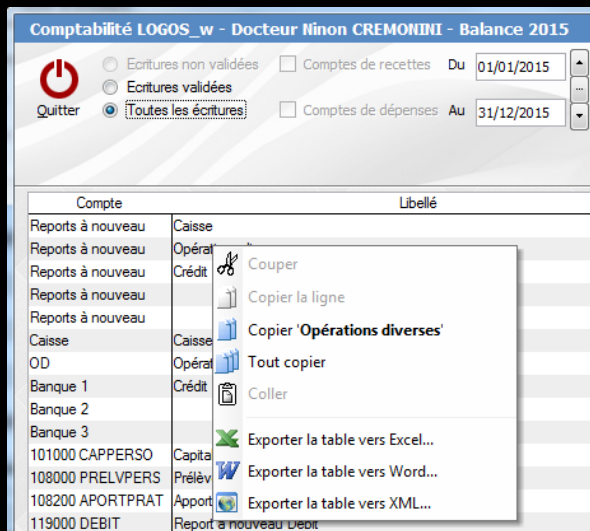 Comptabilité LOGOS_w - Docteur Ninon CREMONINI - Balance 2015
Ecritures non validées Comptes de recettes Du 01/01/2015
Ecritures validées ...
Quitter Toutes les écritures Comptes de dépenses Au 31/12/2015
Compte Libellé
Reports à nouveau Caisse
Reports à nouveau
Reports à nouveau Crédit
Reports à nouveau
Reports à nouveau
Caisse Caisse
OD
Banque 1 Crédit
Banque 2
Banque 3
101000 CAPPERSO
108000 PRELVPERS
108200 APORTPRAT Apport
119000 DEBIT Report à nouveau Débit
Couper
Copier la ligne
Copier 'Opérations diverses'
Tout copier
Coller
Exporter la table vers Excel...
Exporter la table vers Word...
Exporter la table vers XML...